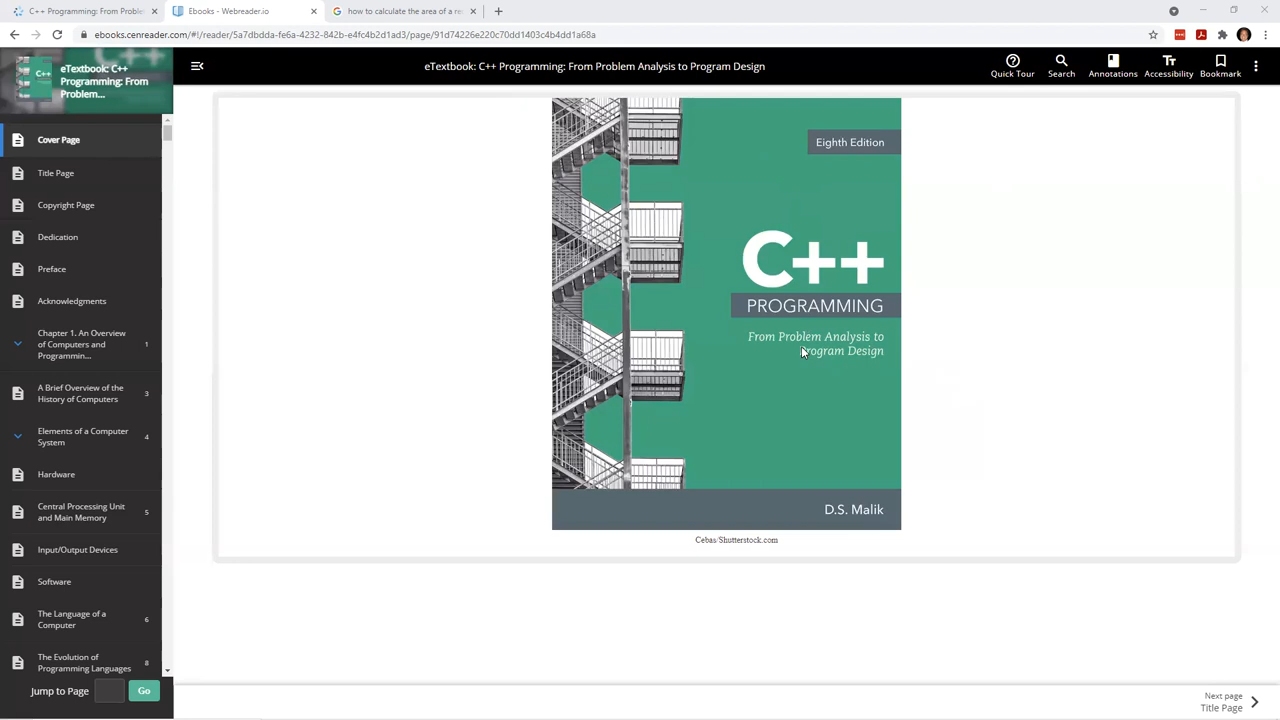 C++ Programming: From Proble
Ebooks - Webreader.io
how to calculate the area of a re
ebooks.cenreader.com/#!/reader/5a7dbdda-fe6a-4232-842b-e4fc4b2d1ad3/page/91d74226e220c70dd1403c4b4dd1a68a
eTextbook: C++
Programming: From
Problem...
eTextbook: C++ Programming: From Problem Analysis to Program Design
Quick Tour
Search
Annotations
Accessibility
Bookmark
Cover Page
Title Page
Copyright Page
Dedication
Preface
Acknowledgments
Chapter 1. An Overview
of Computers and
Programmin...
1
A Brief Overview of the
History of Computers
3
Elements of a Computer
System
4
Hardware
Central Processing Unit
and Main Memory
5
Input/Output Devices
Software
The Language of a
Computer
6
The Evolution of
Programming Languages
8
Jump to Page
Go
Eighth Edition
C++
PROGRAMMING
From Problem Analysis to
Program Design
D.S. Malik
Cebas/Shutterstock.com
Next page
Title Page